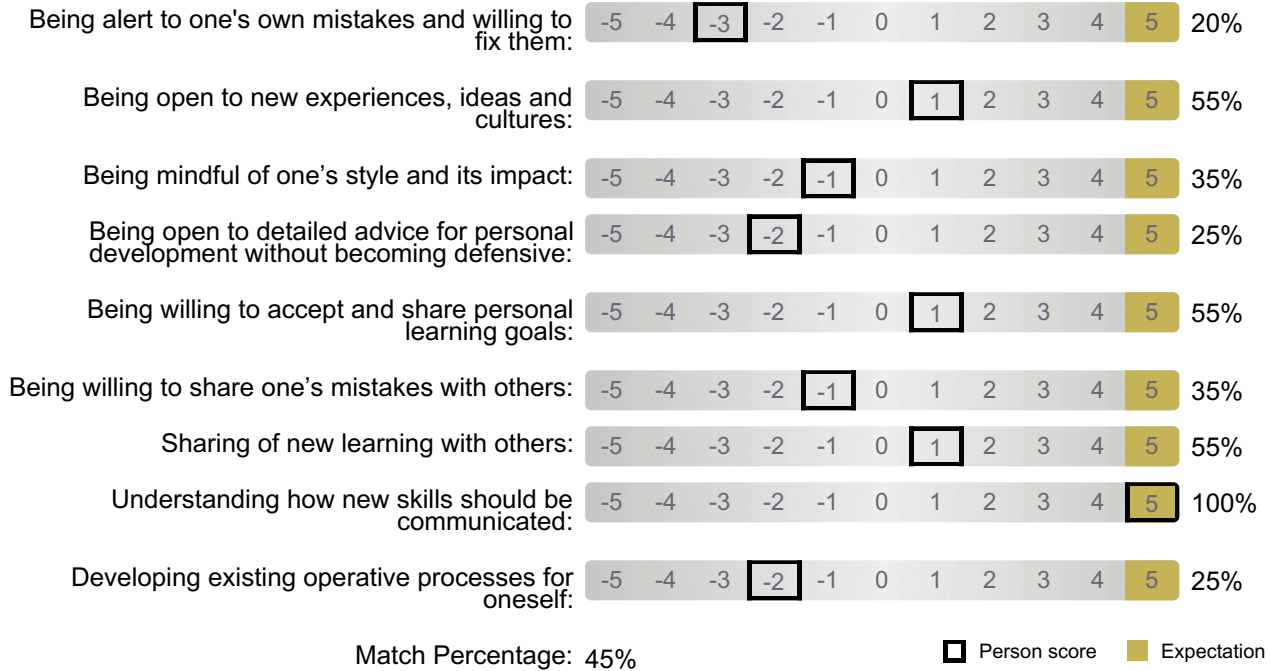 Being alert to one's own mistakes and willing to
fix them:
-5 -4 -3 -2 -1 0 1 2 3 4 5 20%
Being open to new experiences, ideas and
cultures:
-5 -4 -3 -2 -1 0 1 2 3 4 5 55%
Being mindful of one’s style and its impact: -5 -4 -3 -2 -1 0 1 2 3 4 5 35%
Being open to detailed advice for personal
development without becoming defensive:
-5 -4 -3 -2 -1 0 1 2 3 4 5 25%
Being willing to accept and share personal
learning goals:
-5 -4 -3 -2 -1 0 1 2 3 4 5 55%
Being willing to share one’s mistakes with others: -5 -4 -3 -2 -1 0 1 2 3 4 5 35%
Sharing of new learning with others: -5 -4 -3 -2 -1 0 1 2 3 4 5 55%
Understanding how new skills should be
communicated:
-5 -4 -3 -2 -1 0 1 2 3 4 5 100%
Developing existing operative processes for
oneself:
-5 -4 -3 -2 -1 0 1 2 3 4 5 25%
Match Percentage: 45% Person score Expectation